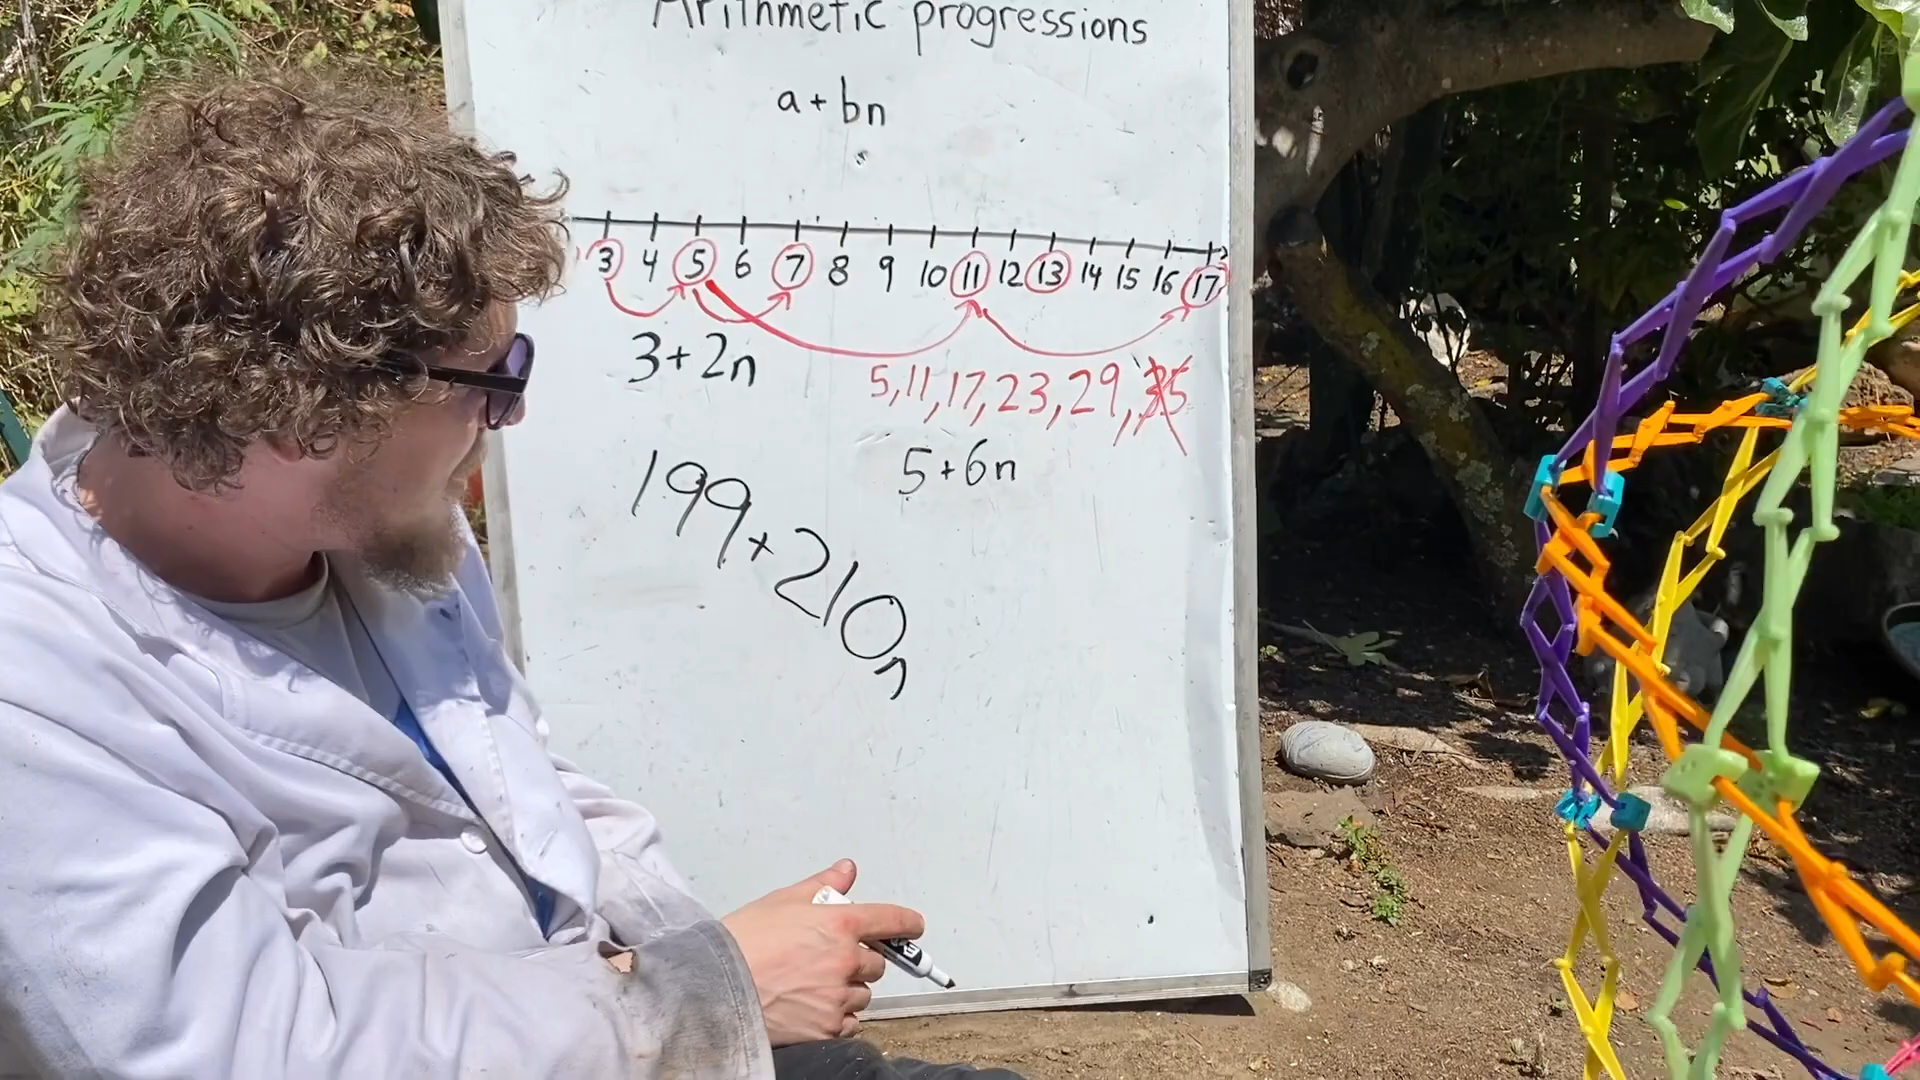 Arithmetic progressions
a + bn
3 4 5 6 7 8 9 10 11 12 13 14 15 16 17
3 + 2n
5, 11, 17, 23, 29, 35
5 + 6n
199 + 210n